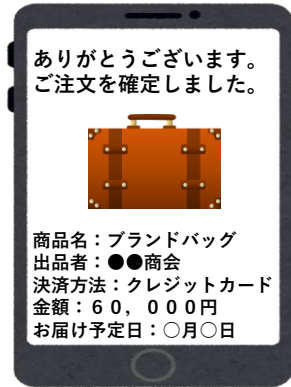 ありがとうございます。
ご注文を確定しました。
商品名：ブランドバッグ
出品者：●●商会
決済方法：クレジットカード
金額：６０，０００円
お届け予定日：○月○日